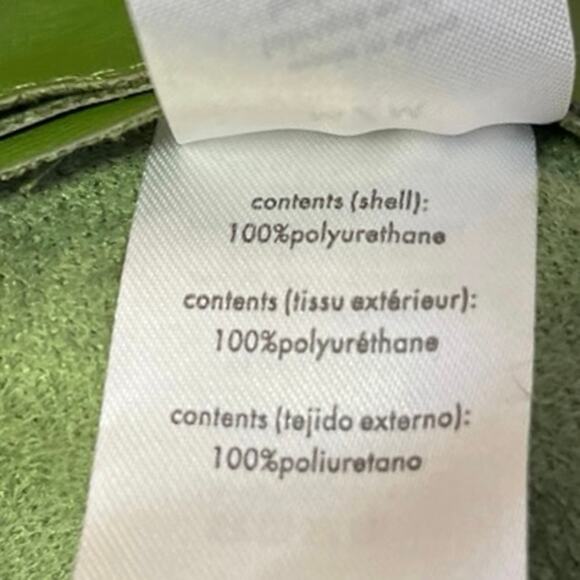 contents (shell):
100%polyurethane
contents (tissu extérieur):
100%polyuréthane
contents (tejido externo):
100%poliuretano